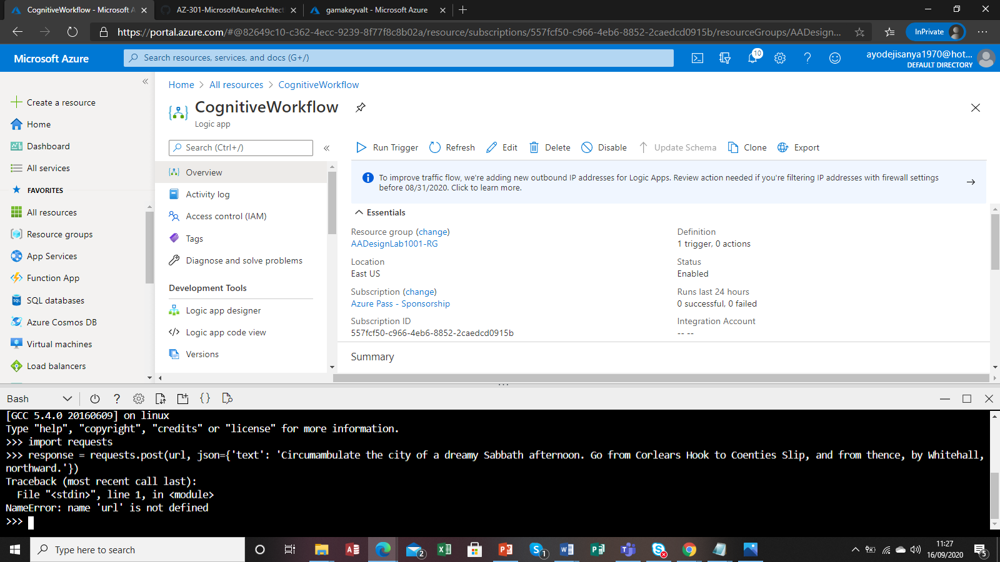 CognitiveWorkflow - Microsoft A
AZ-301-MicrosoftAzureArchitect
gamakeyvalt - Microsoft Azure
https://portal.azure.com/#@82649c10-c362-4ecc-9239-8f77f8c8b02a/resource/subscriptions/557fcf50-c966-4eb6-8852-2caedcd0915b/resourceGroups/AADesign...
InPrivate
Microsoft Azure
Search resources, services, and docs (G+/)
10
ayodejisanya1970@hot...
DEFAULT DIRECTORY
Create a resource
Home
Dashboard
All services
FAVORITES
All resources
Resource groups
App Services
Function App
SQL databases
Azure Cosmos DB
Virtual machines
Load balancers
Home > All resources > CognitiveWorkflow
CognitiveWorkflow
Logic app
Search (Ctrl+/)
Overview
Activity log
Access control (IAM)
Tags
Diagnose and solve problems
Development Tools
Logic app designer
Logic app code view
Versions
Run Trigger Refresh Edit Delete Disable Update Schema Clone Export
To improve traffic flow, we're adding new outbound IP addresses for Logic Apps. Review action needed if you're filtering IP addresses with firewall settings
before 08/31/2020. Click to learn more.
Essentials
Resource group (change)
AADesignLab1001-RG
Location
East US
Subscription (change)
Azure Pass - Sponsorship
Subscription ID
557fcf50-c966-4eb6-8852-2caedcd0915b
Definition
1 trigger, 0 actions
Status
Enabled
Runs last 24 hours
0 successful, 0 failed
Integration Account
-- --
Summary
Bash
[GCC 5.4.0 20160609] on linux
Type "help", "copyright", "credits" or "license" for more information.
>>> import requests
>>> response = requests.post(url, json={'text': 'Circumambulate the city of a dreamy Sabbath afternoon. Go from Corlears Hook to Coenties Slip, and from thence, by Whitehall,
northward.'})
Traceback (most recent call last):
  File "<stdin>", line 1, in <module>
NameError: name 'url' is not defined
>>>
Type here to search
2
1
11:27
16/09/2020
5